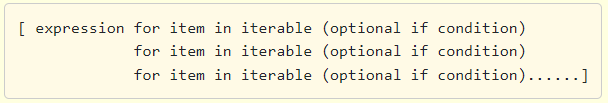 [ expression for item in iterable (optional if condition)
for item in iterable (optional if condition)
for item in iterable (optional if condition)......]